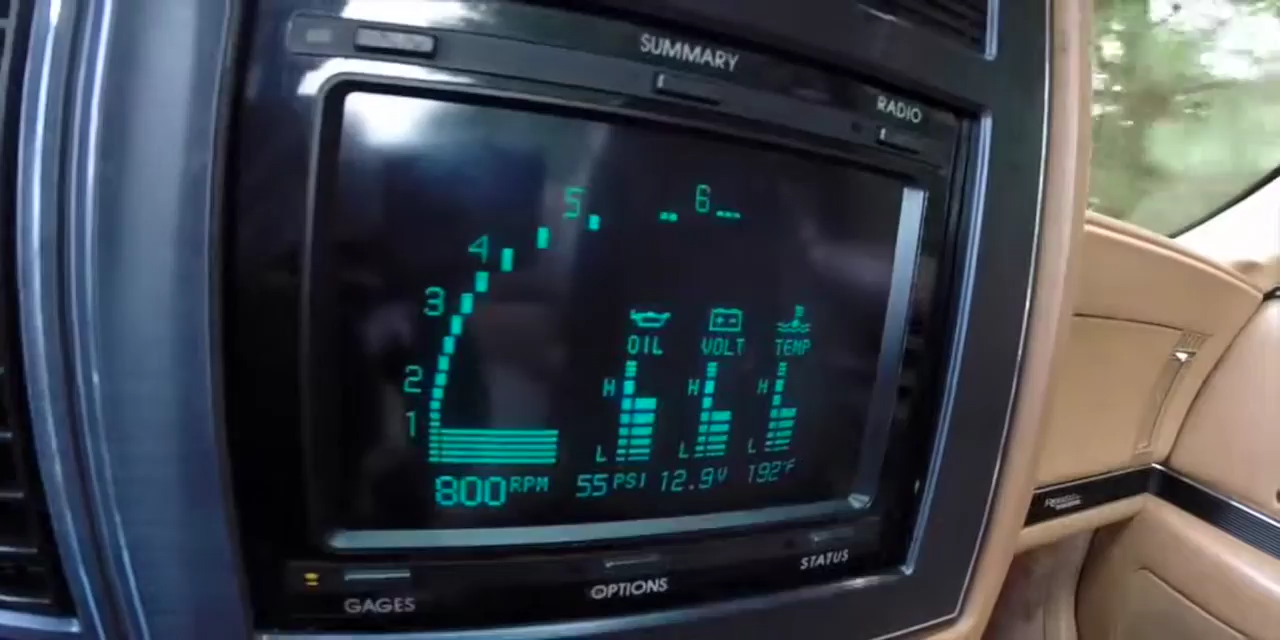 SUMMARY
RADIO
5
6
4
3
2
1
OIL
VOLT
TEMP
H
H
H
L
L
L
800 RPM
55 PSI
12.9 V
192°F
GAGES
OPTIONS
STATUS